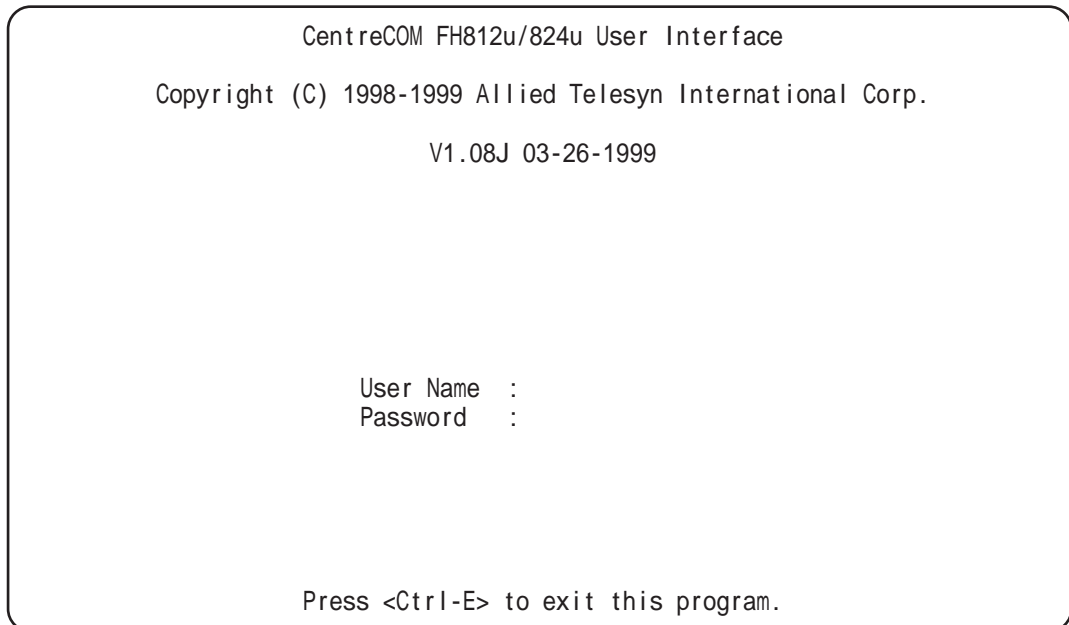 CentreCOM FH812u/824u User Interface
Copyright (C) 1998-1999 Allied Telesyn International Corp.
V1.08J 03-26-1999
User Name :
Password :
Press <Ctrl-E> to exit this program.